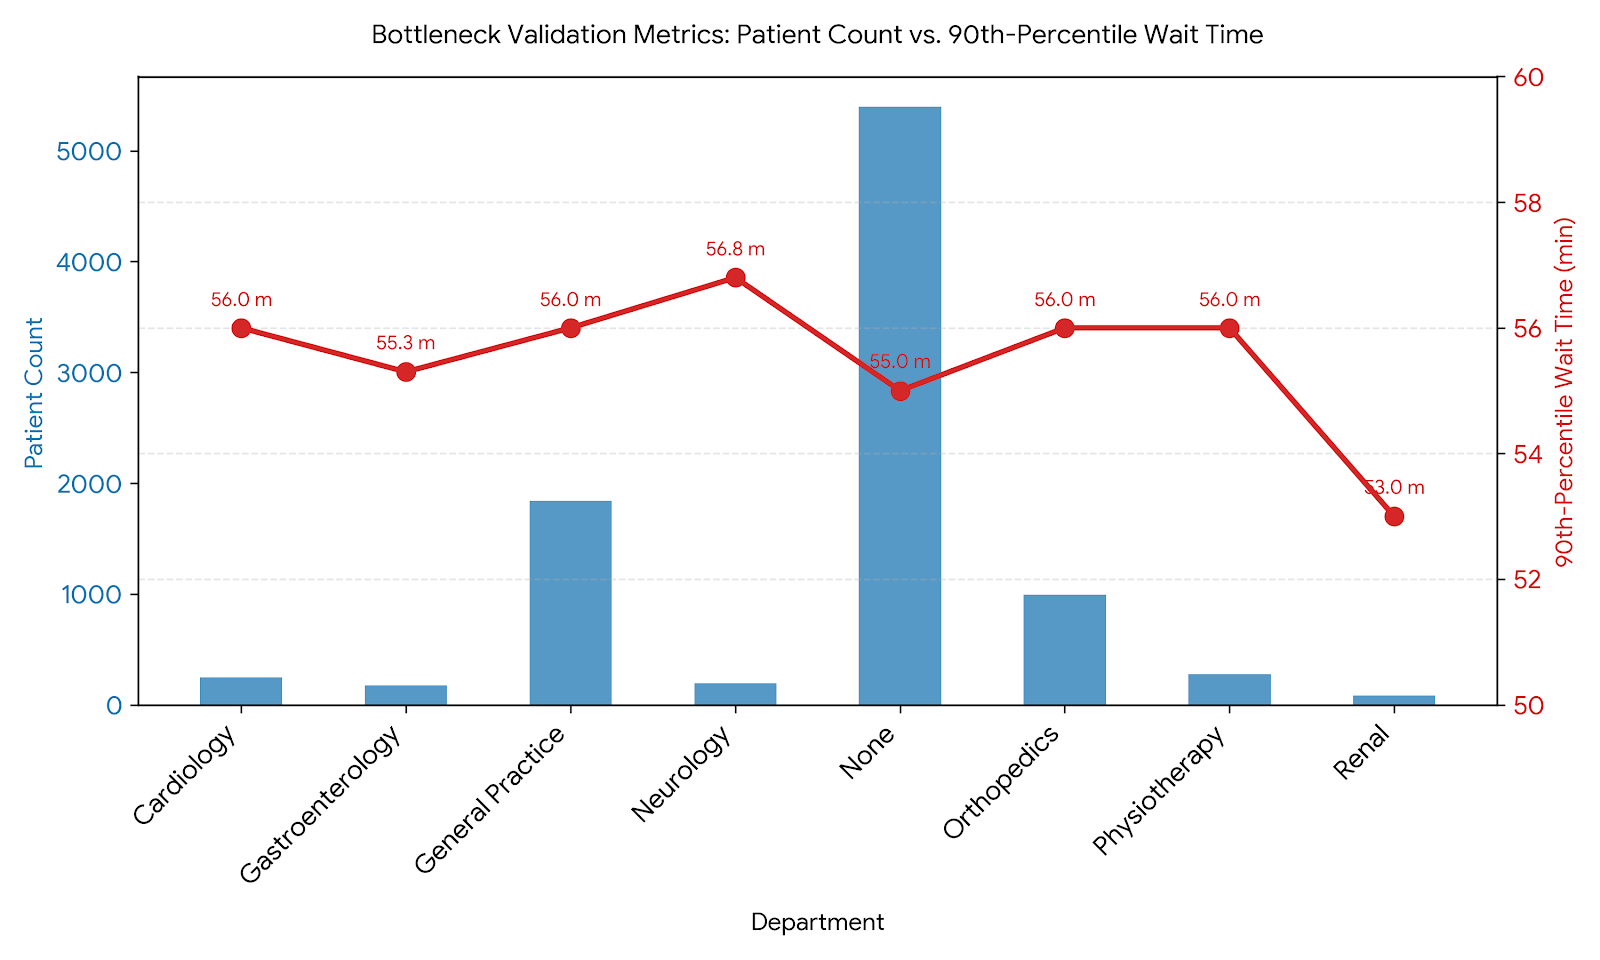 Bottleneck Validation Metrics: Patient Count vs. 90th-Percentile Wait Time
Patient Count
5000
4000
3000
2000
1000
0
56.0 m
55.3 m
56.0 m
56.8 m
55.0 m
56.0 m
56.0 m
53.0 m
60
58
56
54
52
50
90th-Percentile Wait Time (min)
Cardiology
Gastroenterology
General Practice
Neurology
None
Orthopedics
Physiotherapy
Renal
Department